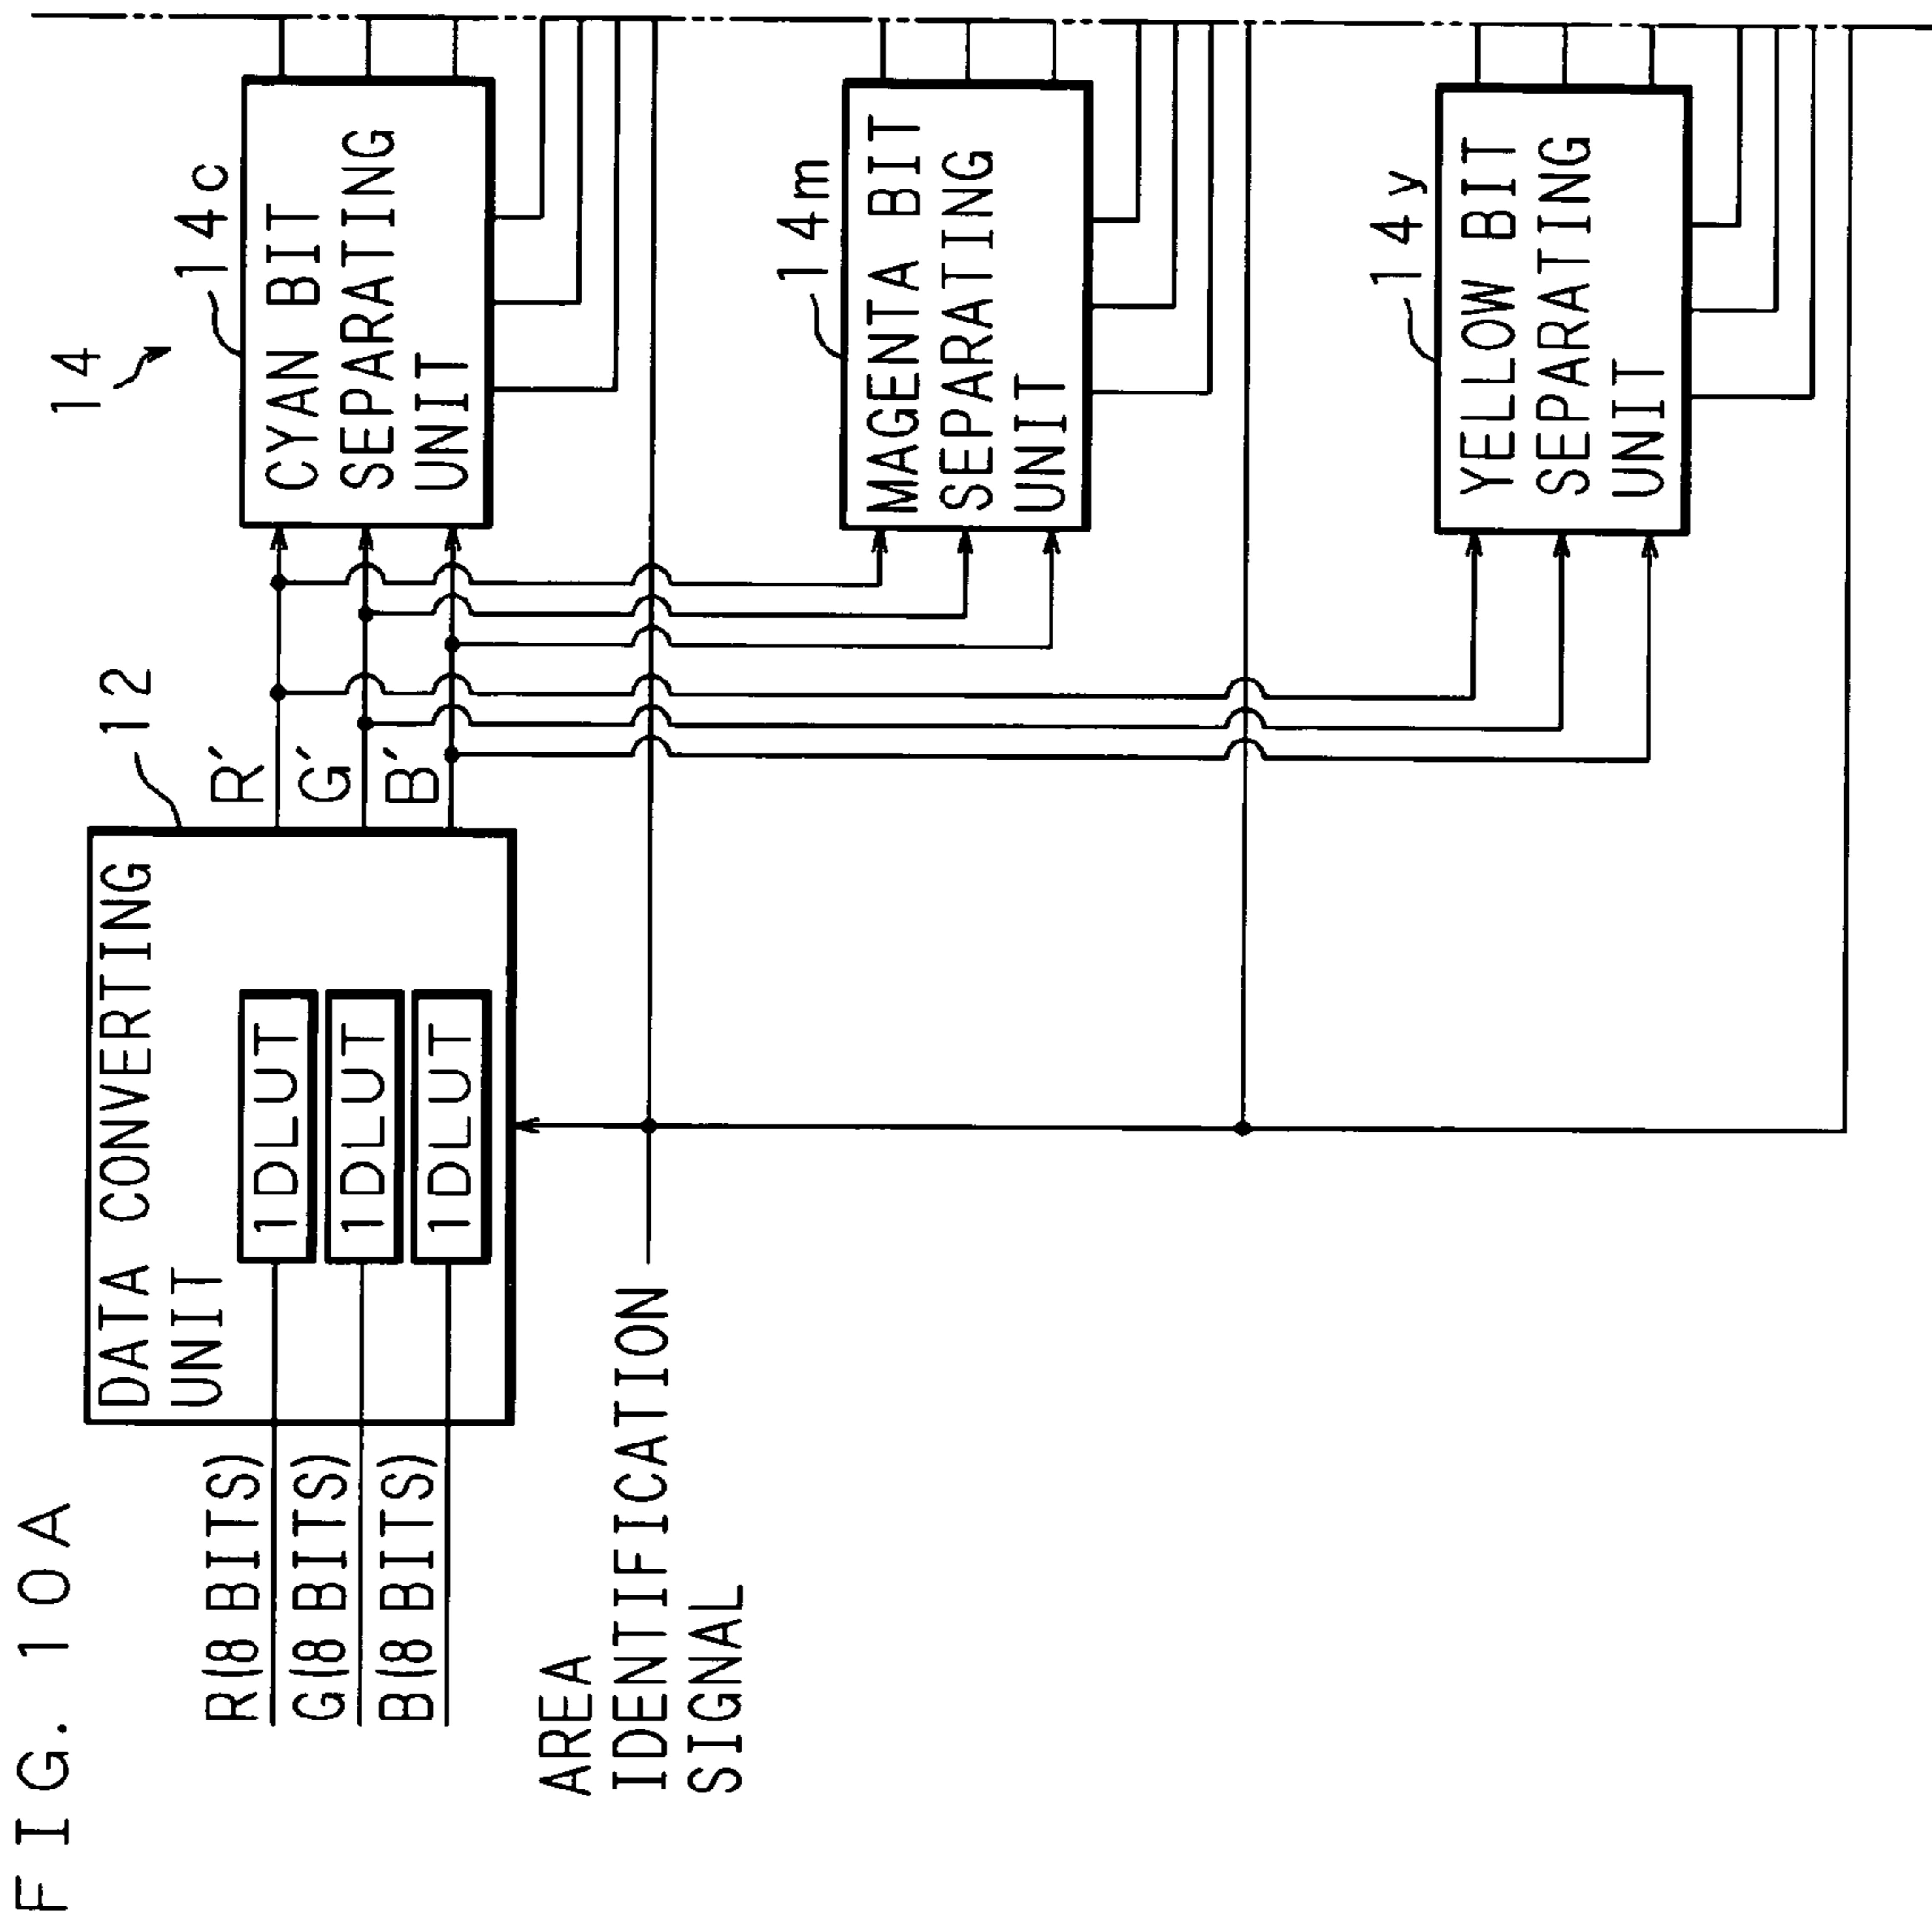 FIG. 10A
R(8 BITS)
G(8 BITS)
B(8 BITS)
AREA
IDENTIFICATION
SIGNAL
DATA CONVERTING
UNIT
1DLUT
1DLUT
1DLUT
12
R′
G′
B′
14
14c
CYAN BIT
SEPARATING
UNIT
14m
MAGENTA BIT
SEPARATING
UNIT
14y
YELLOW BIT
SEPARATING
UNIT